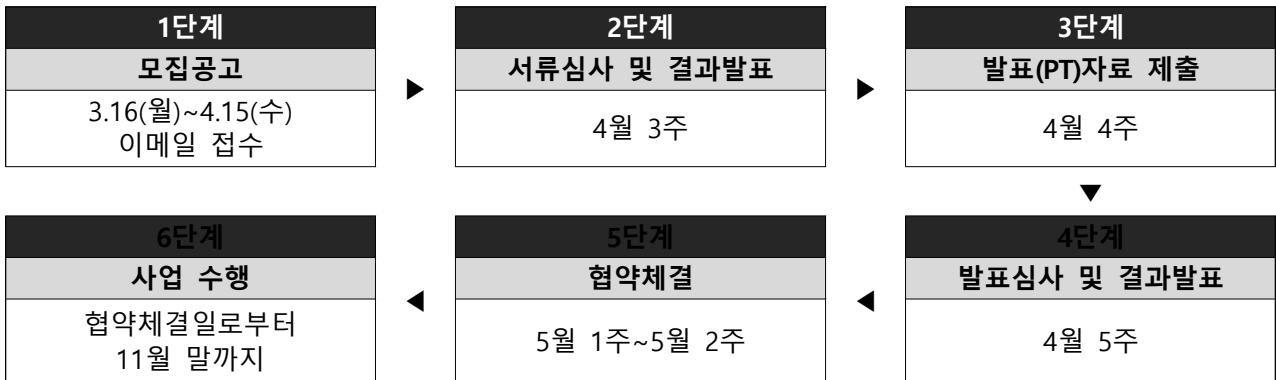 1단계
모집공고
3.16(월)~4.15(수)
이메일 접수
▶
2단계
서류심사 및 결과발표
4월 3주
▶
3단계
발표(PT)자료 제출
4월 4주
▼
4단계
발표심사 및 결과발표
4월 5주
◀
5단계
협약체결
5월 1주~5월 2주
◀
6단계
사업 수행
협약체결일로부터
11월 말까지